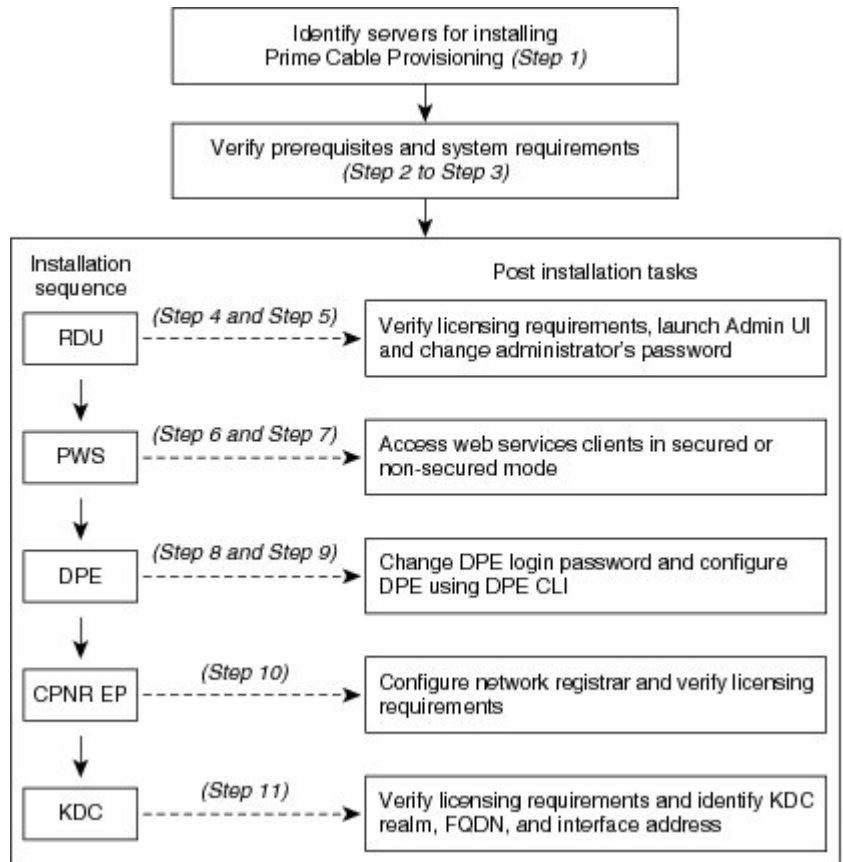 Identify servers for installing
Prime Cable Provisioning (Step 1)
Verify prerequisites and system requirements
(Step 2 to Step 3)
Installation
sequence
Post installation tasks
RDU
(Step 4 and Step 5)
Verify licensing requirements, launch Admin UI
and change administrator's password
PWS
(Step 6 and Step 7)
Access web services clients in secured or
non-secured mode
DPE
(Step 8 and Step 9)
Change DPE login password and configure
DPE using DPE CLI
CPNR EP
(Step 10)
Configure network registrar and verify licensing
requirements
KDC
(Step 11)
Verify licensing requirements and identify KDC
realm, FQDN, and interface address